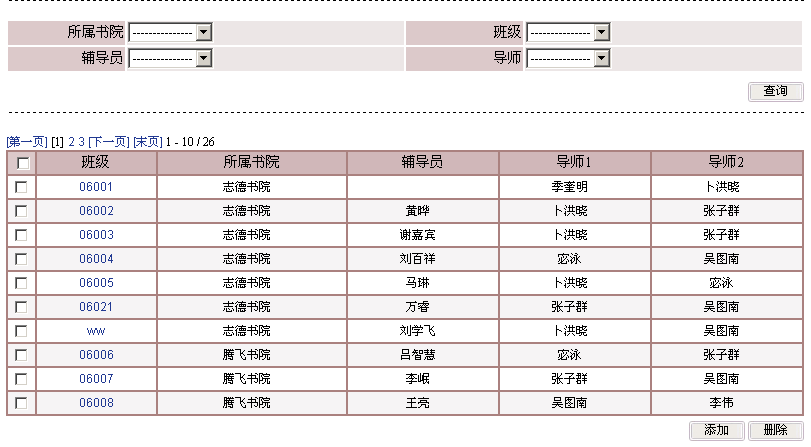 所属书院 --------------- 班级 ---------------
辅导员 --------------- 导师 ---------------
查询
[第一页] [1] 2 3 [下一页] [末页] 1 - 10 / 26
班级 所属书院 辅导员 导师1 导师2
06001 志德书院 季奎明 卜洪晓
06002 志德书院 黄晔 卜洪晓 张子群
06003 志德书院 谢嘉宾 卜洪晓 张子群
06004 志德书院 刘百祥 宓泳 吴图南
06005 志德书院 马琳 卜洪晓 宓泳
06021 志德书院 万睿 张子群 吴图南
ww 志德书院 刘学飞 卜洪晓 吴图南
06006 腾飞书院 吕智慧 宓泳 张子群
06007 腾飞书院 李岷 张子群 吴图南
06008 腾飞书院 王亮 吴图南 李伟
添加 删除